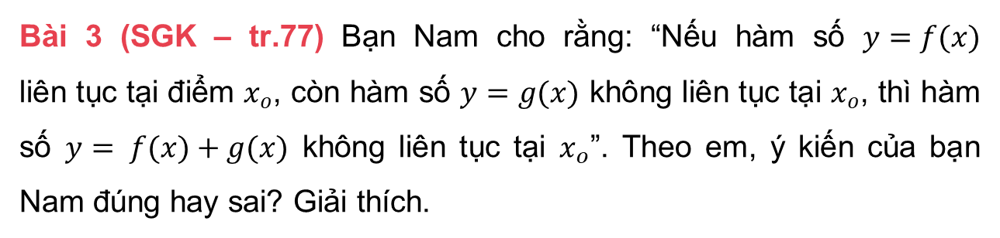 Bài 3 (SGK – tr.77) Bạn Nam cho rằng: “Nếu hàm số y = f(x)
liên tục tại điểm xₒ, còn hàm số y = g(x) không liên tục tại xₒ, thì hàm
số y = f(x) + g(x) không liên tục tại xₒ”. Theo em, ý kiến của bạn
Nam đúng hay sai? Giải thích.